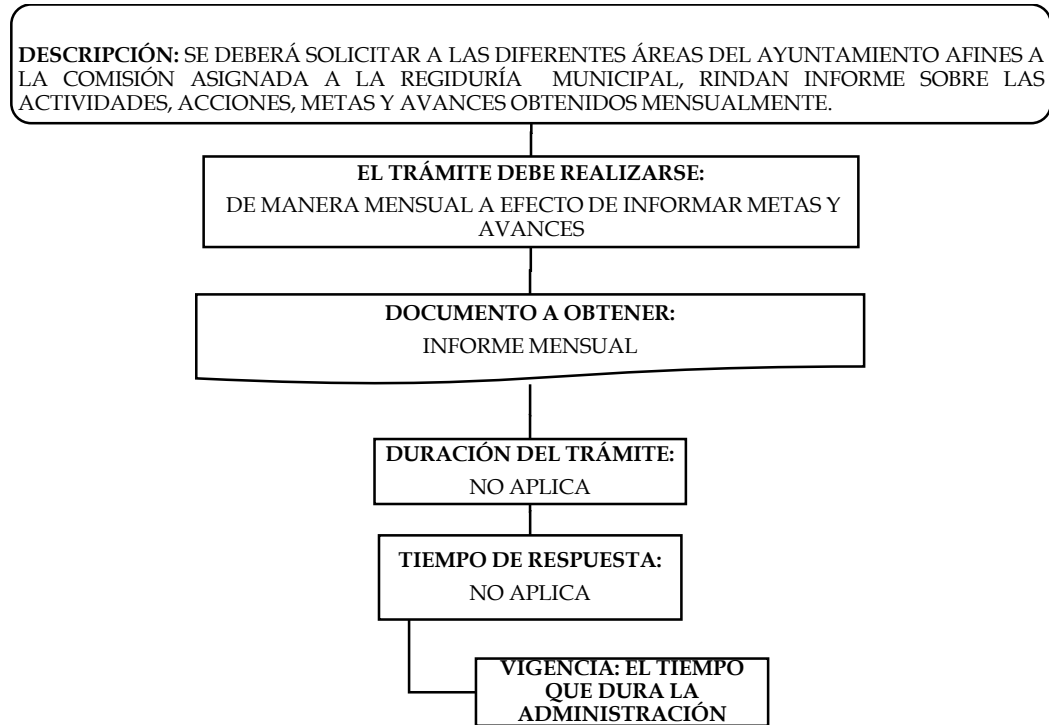 DESCRIPCIÓN: SE DEBERÁ SOLICITAR A LAS DIFERENTES ÁREAS DEL AYUNTAMIENTO AFINES A
LA COMISIÓN ASIGNADA A LA REGIDURÍA MUNICIPAL, RINDAN INFORME SOBRE LAS
ACTIVIDADES, ACCIONES, METAS Y AVANCES OBTENIDOS MENSUALMENTE.
EL TRÁMITE DEBE REALIZARSE:
DE MANERA MENSUAL A EFECTO DE INFORMAR METAS Y
AVANCES
DOCUMENTO A OBTENER:
INFORME MENSUAL
DURACIÓN DEL TRÁMITE:
NO APLICA
TIEMPO DE RESPUESTA:
NO APLICA
VIGENCIA: EL TIEMPO
QUE DURA LA
ADMINISTRACIÓN